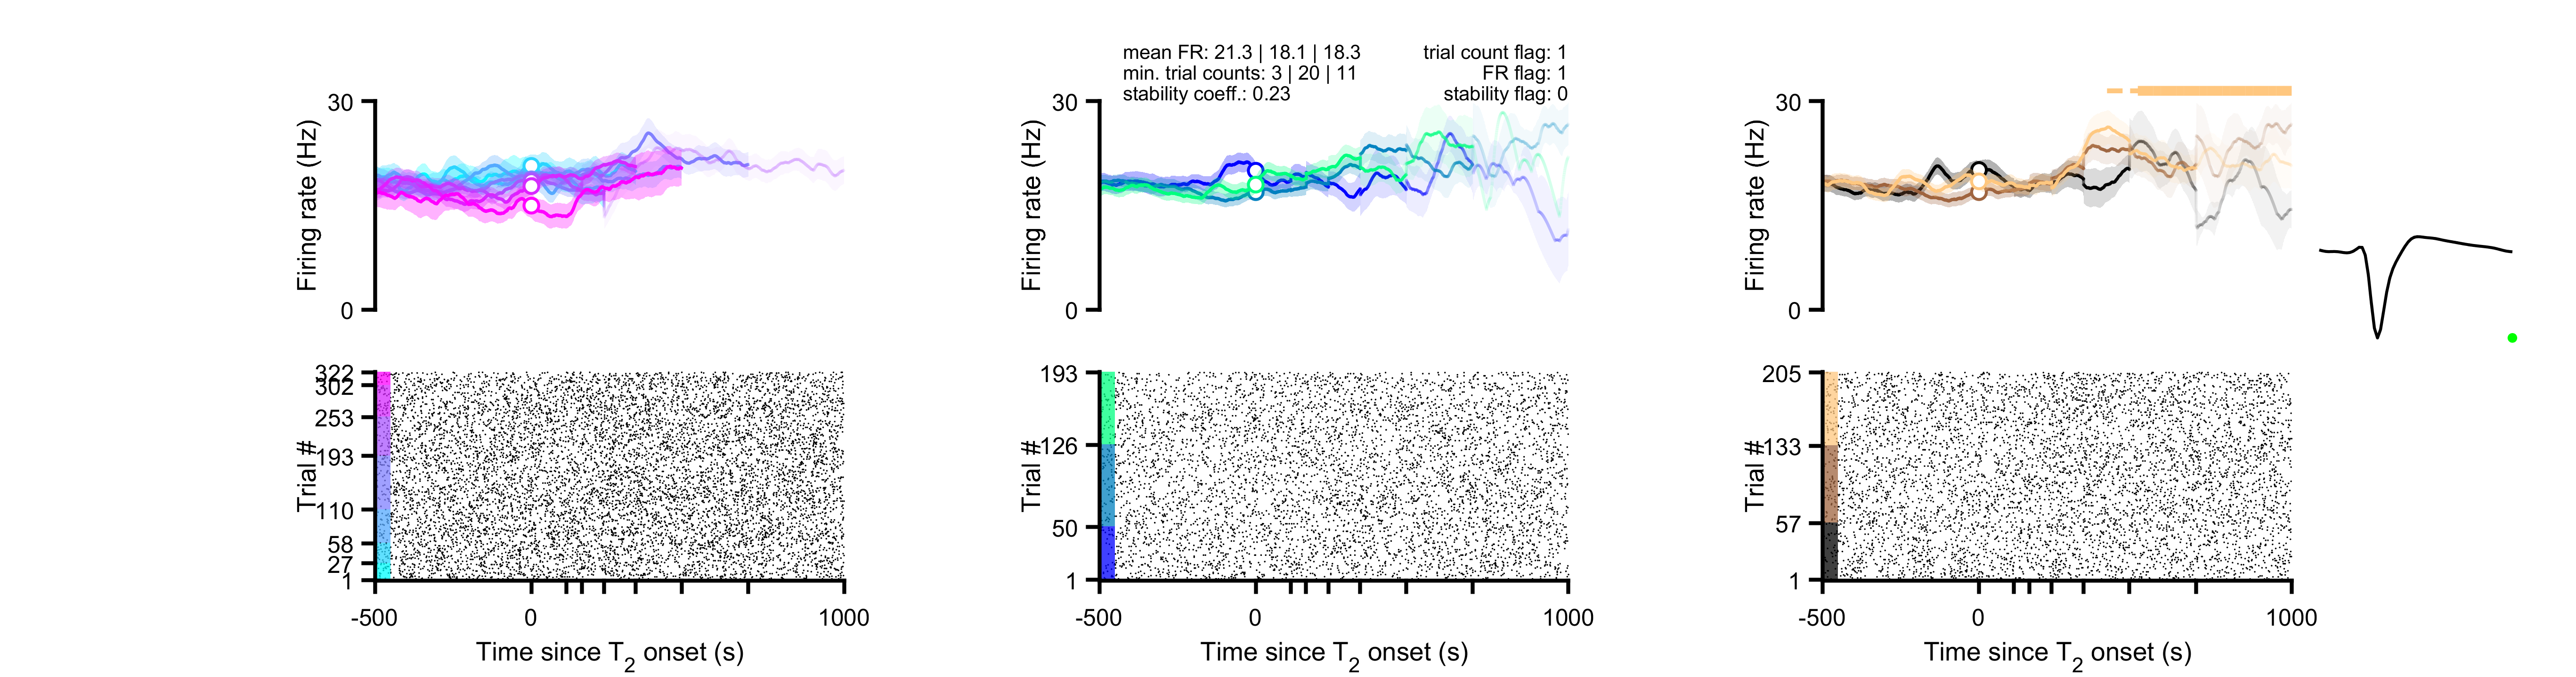 mean FR: 21.3 | 18.1 | 18.3
min. trial counts: 3 | 20 | 11
stability coeff.: 0.23
trial count flag: 1
FR flag: 1
stability flag: 0
30
0
Firing rate (Hz)
30
0
Firing rate (Hz)
30
0
Firing rate (Hz)
322
302
253
193
110
58
27
1
Trial #
-500
0
1000
Time since T2 onset (s)
193
126
50
1
Trial #
-500
0
1000
Time since T2 onset (s)
205
133
57
1
Trial #
-500
0
1000
Time since T2 onset (s)